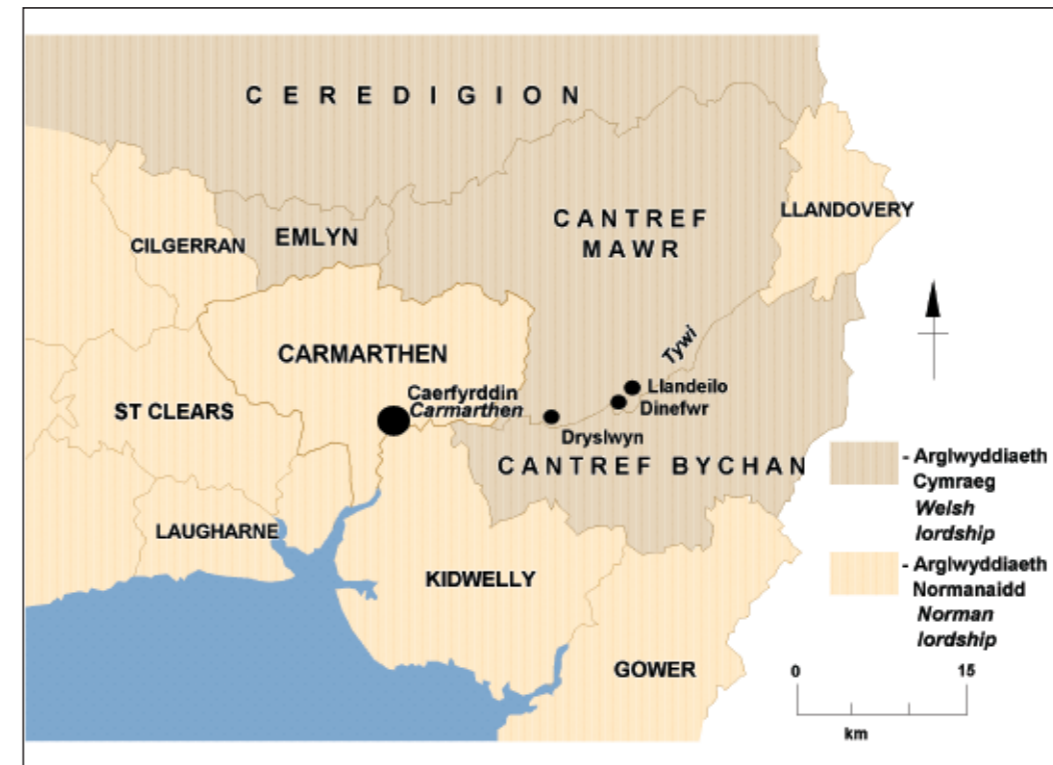 CEREDIGION
CANTREF
MAWR
LLANDOVERY
EMLYN
CILGERRAN
CARMARTHEN
Tywi
Caerfyrddin
Carmarthen
Llandeilo
Dinefwr
Dryslwyn
ST CLEARS
CANTREF BYCHAN
LAUGHARNE
KIDWELLY
GOWER
- Arglwyddiaeth
Cymraeg
Welsh
lordship
- Arglwyddiaeth
Normanaidd
Norman
lordship
0 15
km